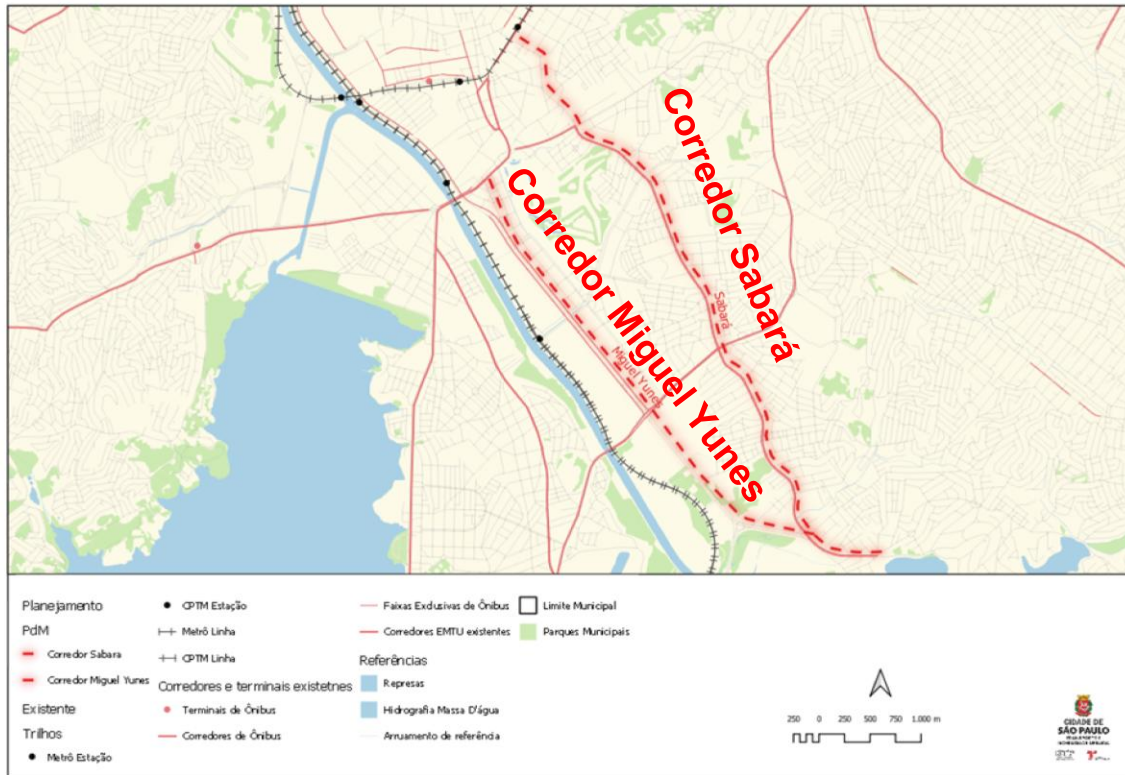 Corredor Sabará
Corredor Miguel Yunes
Sabará
Miguel Yunes
Planejamento
PdM
Corredor Sabara
Corredor Miguel Yunes
Existente
Trilhos
Metrô Estação
CPTM Estação
Metrô Linha
CPTM Linha
Corredores e terminais existetnes
Terminais de Ônibus
Corredores de Ônibus
Faixas Exclusivas de Ônibus
Corredores EMTU existentes
Referências
Represas
Hidrografia Massa D'água
Arruamento de referência
Limite Municipal
Parques Municipais
250 0 250 500 750 1.000 m
CIDADE DE
SÃO PAULO